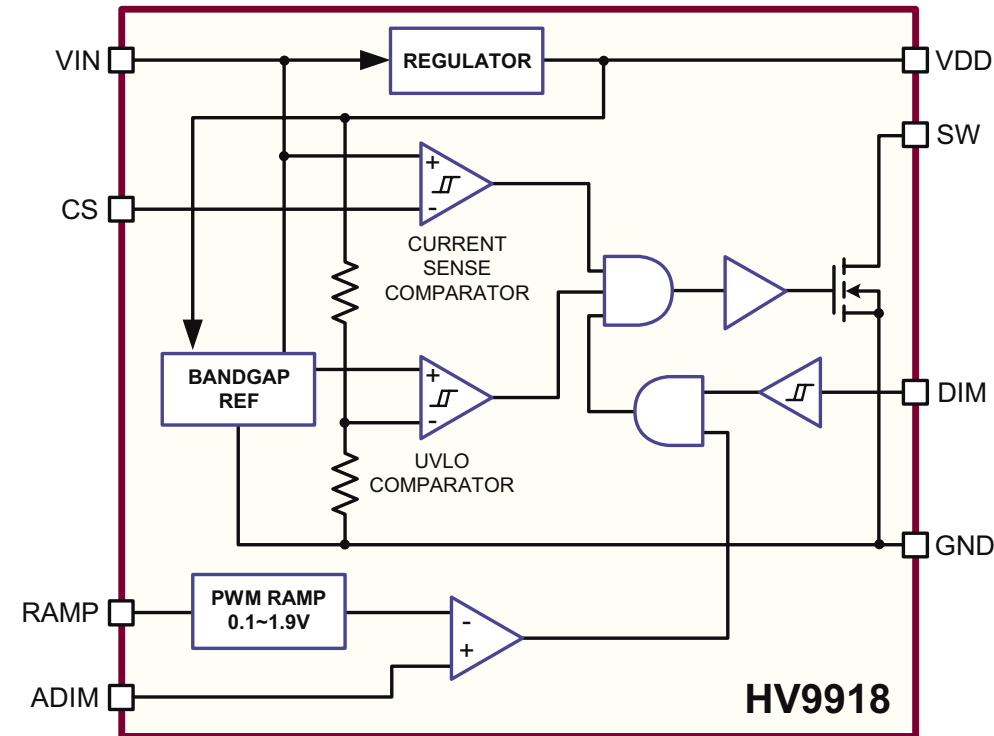 VIN
REGULATOR
VDD
SW
CS
+
-
CURRENT
SENSE
COMPARATOR
BANDGAP
REF
+
-
UVLO
COMPARATOR
DIM
GND
RAMP
PWM RAMP
0.1~1.9V
-
+
ADIM
HV9918